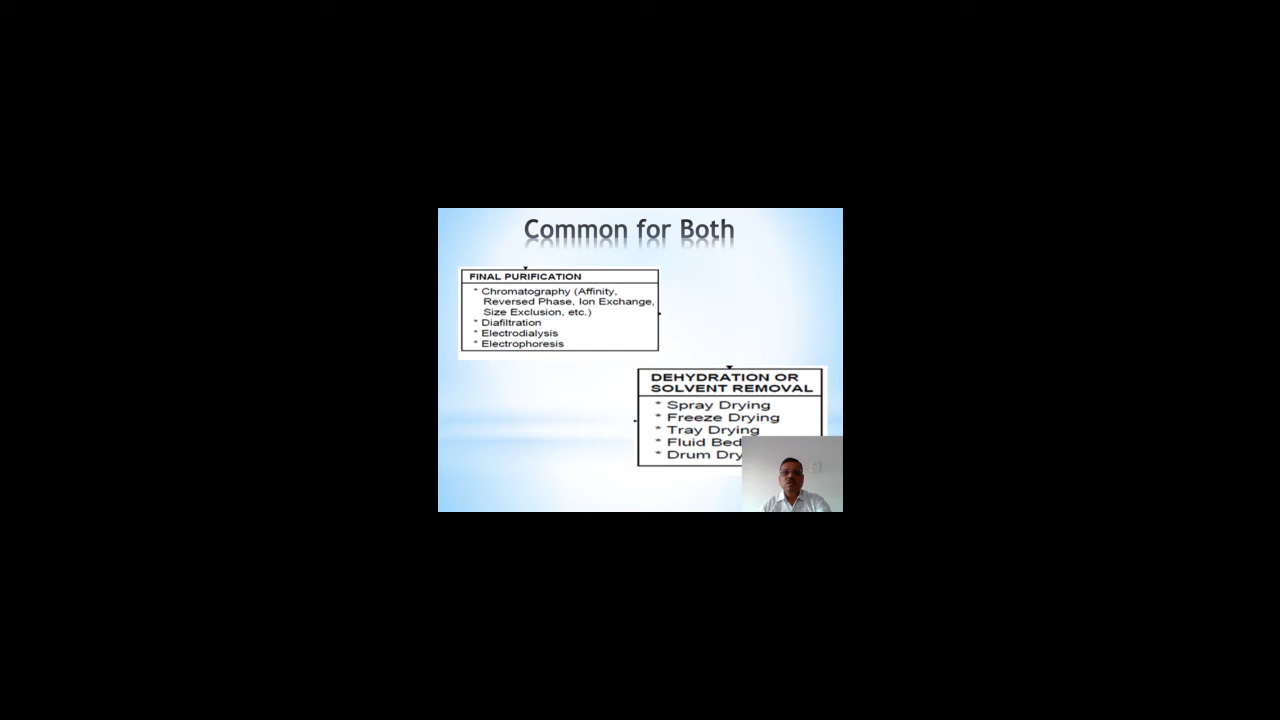 Common for Both
FINAL PURIFICATION
* Chromatography (Affinity,
Reversed Phase, Ion Exchange,
Size Exclusion, etc.)
* Diafiltration
* Electrodialysis
* Electrophoresis
DEHYDRATION OR
SOLVENT REMOVAL
* Spray Drying
* Freeze Drying
* Tray Drying
* Fluid Bed
* Drum